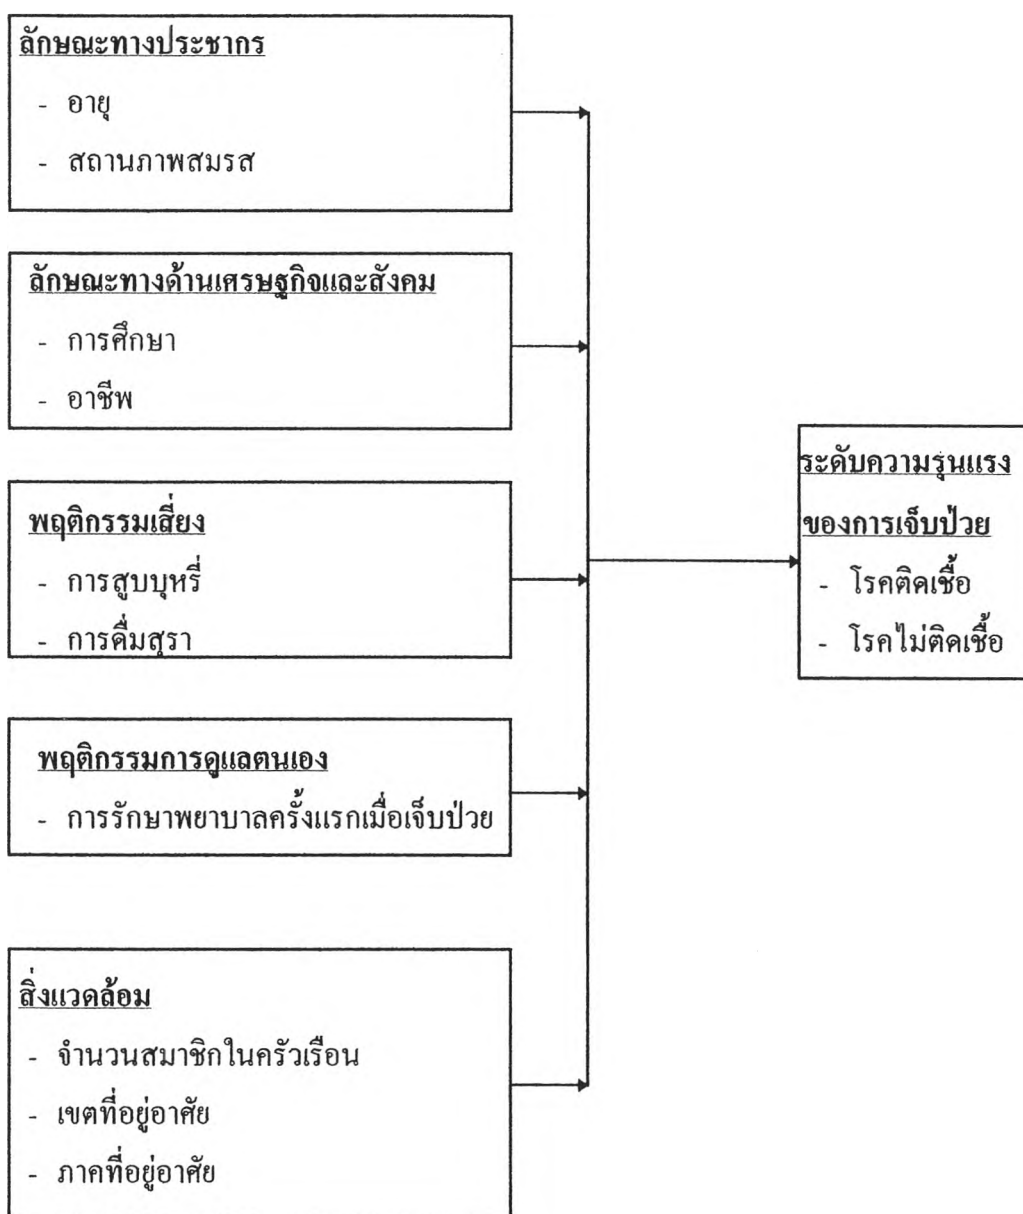 ลักษณะทางประชากร
- อายุ
- สถานภาพสมรส
ลักษณะทางด้านเศรษฐกิจและสังคม
- การศึกษา
- อาชีพ
พฤติกรรมเสี่ยง
- การสูบบุหรี่
- การดื่มสุรา
พฤติกรรมการดูแลตนเอง
- การรักษาพยาบาลครั้งแรกเมื่อเจ็บป่วย
สิ่งแวดล้อม
- จำนวนสมาชิกในครัวเรือน
- เขตที่อยู่อาศัย
- ภาคที่อยู่อาศัย
ระดับความรุนแรง
ของการเจ็บป่วย
- โรคติดเชื้อ
- โรคไม่ติดเชื้อ